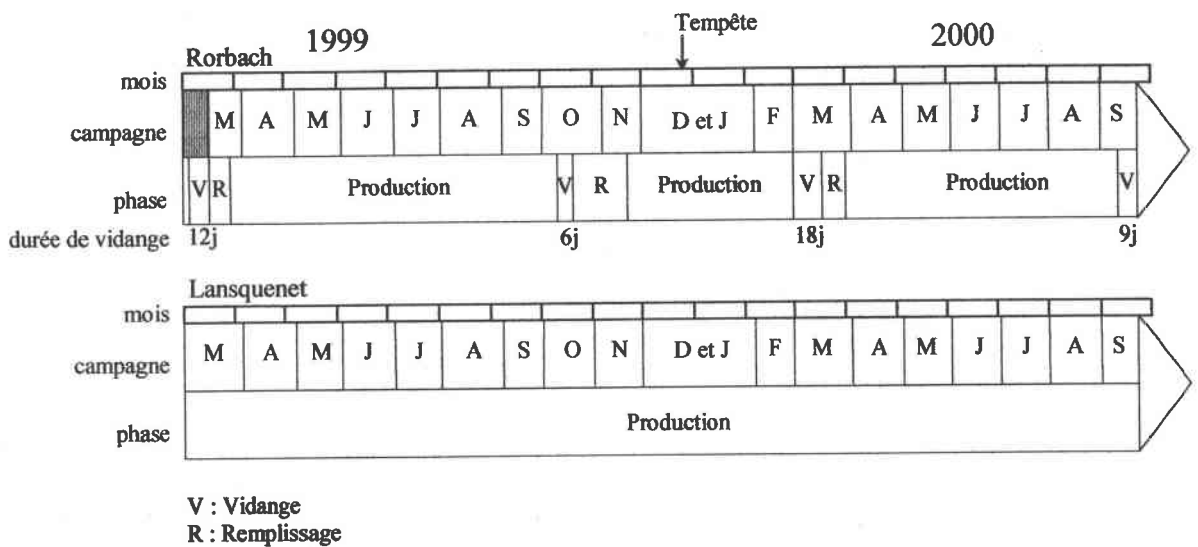 Tempête
1999 2000
Rorbach
mois
campagne M A M J J A S O N D et J F M A M J J A S
phase V R Production V R Production V R Production V
durée de vidange 12j 6j 18j 9j
Lansquenet
mois
campagne M A M J J A S O N D et J F M A M J J A S
phase Production
V : Vidange
R : Remplissage